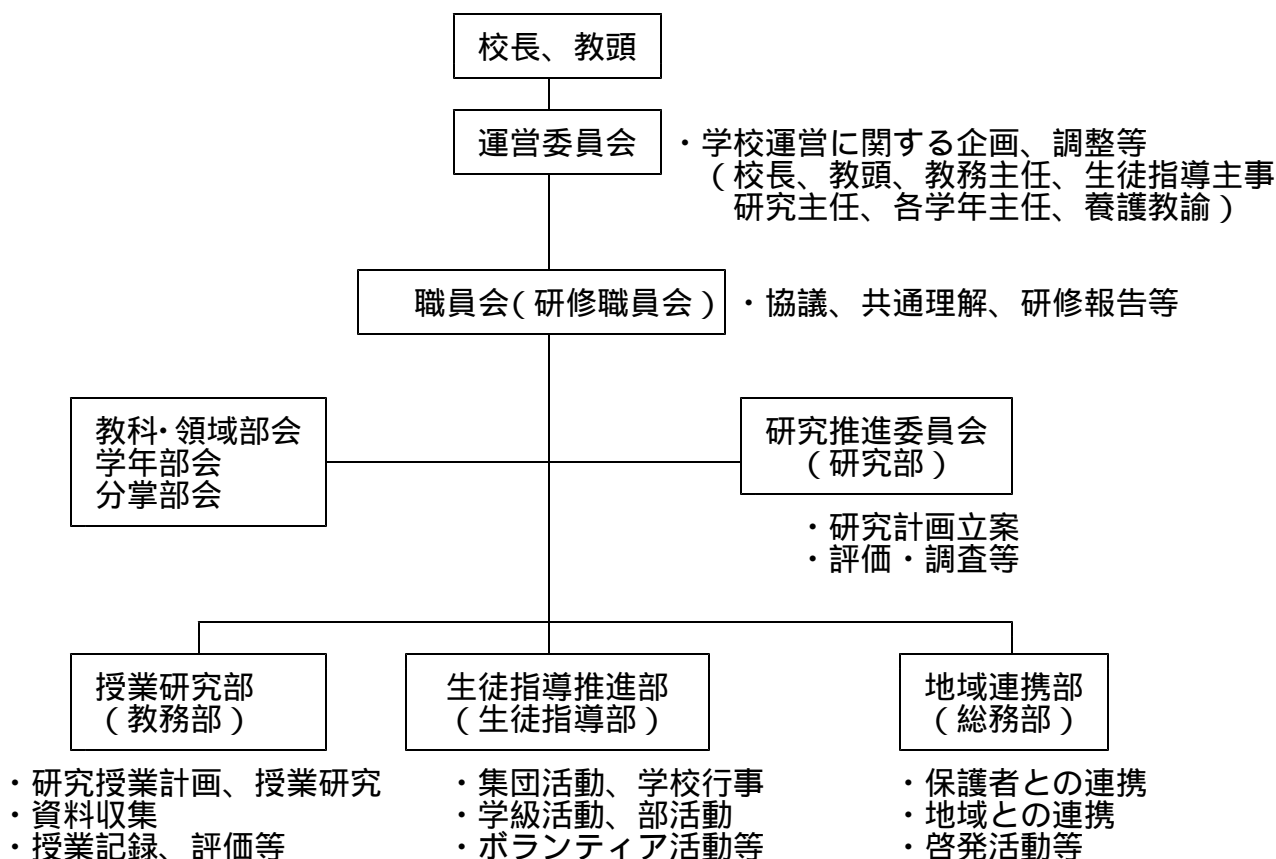 校長、教頭
運営委員会
・学校運営に関する企画、調整等
（校長、教頭、教務主任、生徒指導主事
研究主任、各学年主任、養護教諭）
職員会（研修職員会）
・協議、共通理解、研修報告等
教科・領域部会
学年部会
分掌部会
研究推進委員会
（研究部）
・研究計画立案
・評価・調査等
授業研究部
（教務部）
・研究授業計画、授業研究
・資料収集
・授業記録、評価等
生徒指導推進部
（生徒指導部）
・集団活動、学校行事
・学級活動、部活動
・ボランティア活動等
地域連携部
（総務部）
・保護者との連携
・地域との連携
・啓発活動等